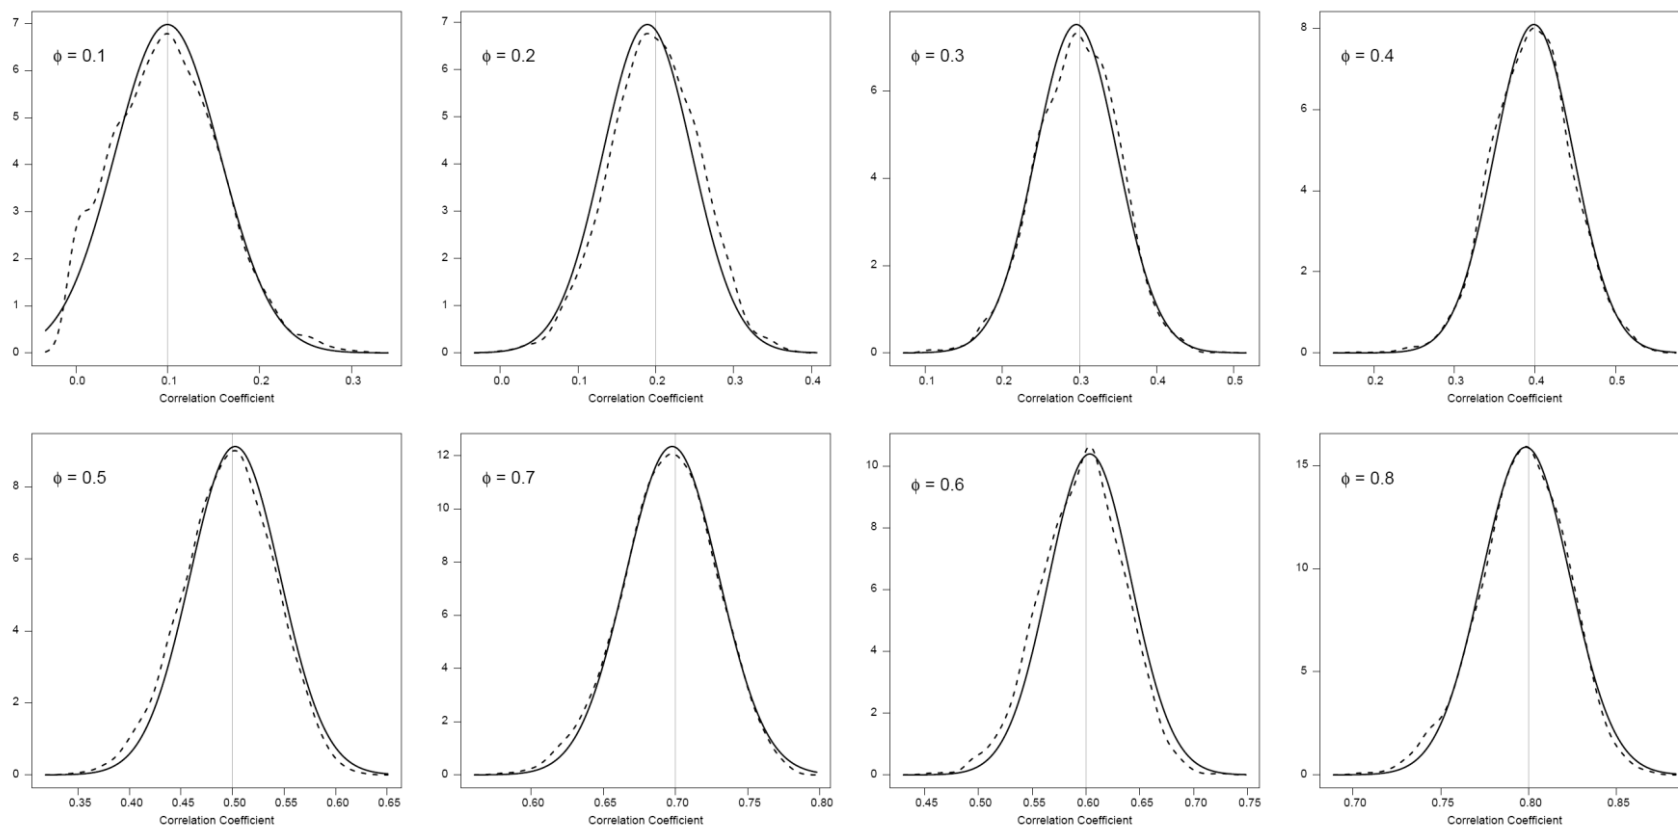 ϕ = 0.1
7
6
5
4
3
2
1
0
0.0 0.1 0.2 0.3
Correlation Coefficient
ϕ = 0.2
7
6
5
4
3
2
1
0
0.0 0.1 0.2 0.3 0.4
Correlation Coefficient
ϕ = 0.3
6
4
2
0
0.1 0.2 0.3 0.4 0.5
Correlation Coefficient
ϕ = 0.4
8
6
4
2
0
0.2 0.3 0.4 0.5
Correlation Coefficient
ϕ = 0.5
8
6
4
2
0
0.35 0.40 0.45 0.50 0.55 0.60 0.65
Correlation Coefficient
ϕ = 0.7
12
10
8
6
4
2
0
0.60 0.65 0.70 0.75 0.80
Correlation Coefficient
ϕ = 0.6
10
8
6
4
2
0
0.45 0.50 0.55 0.60 0.65 0.70 0.75
Correlation Coefficient
ϕ = 0.8
15
10
5
0
0.70 0.75 0.80 0.85
Correlation Coefficient